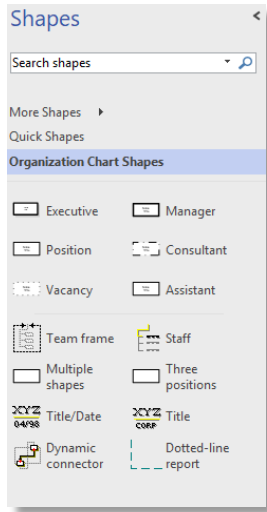 Shapes
Search shapes
More Shapes
Quick Shapes
Organization Chart Shapes
Executive
Manager
Position
Consultant
Vacancy
Assistant
Team frame
Staff
Multiple
shapes
Three
positions
XYZ
04/98
Title/Date
XYZ
CORP
Title
Dynamic
connector
Dotted-line
report